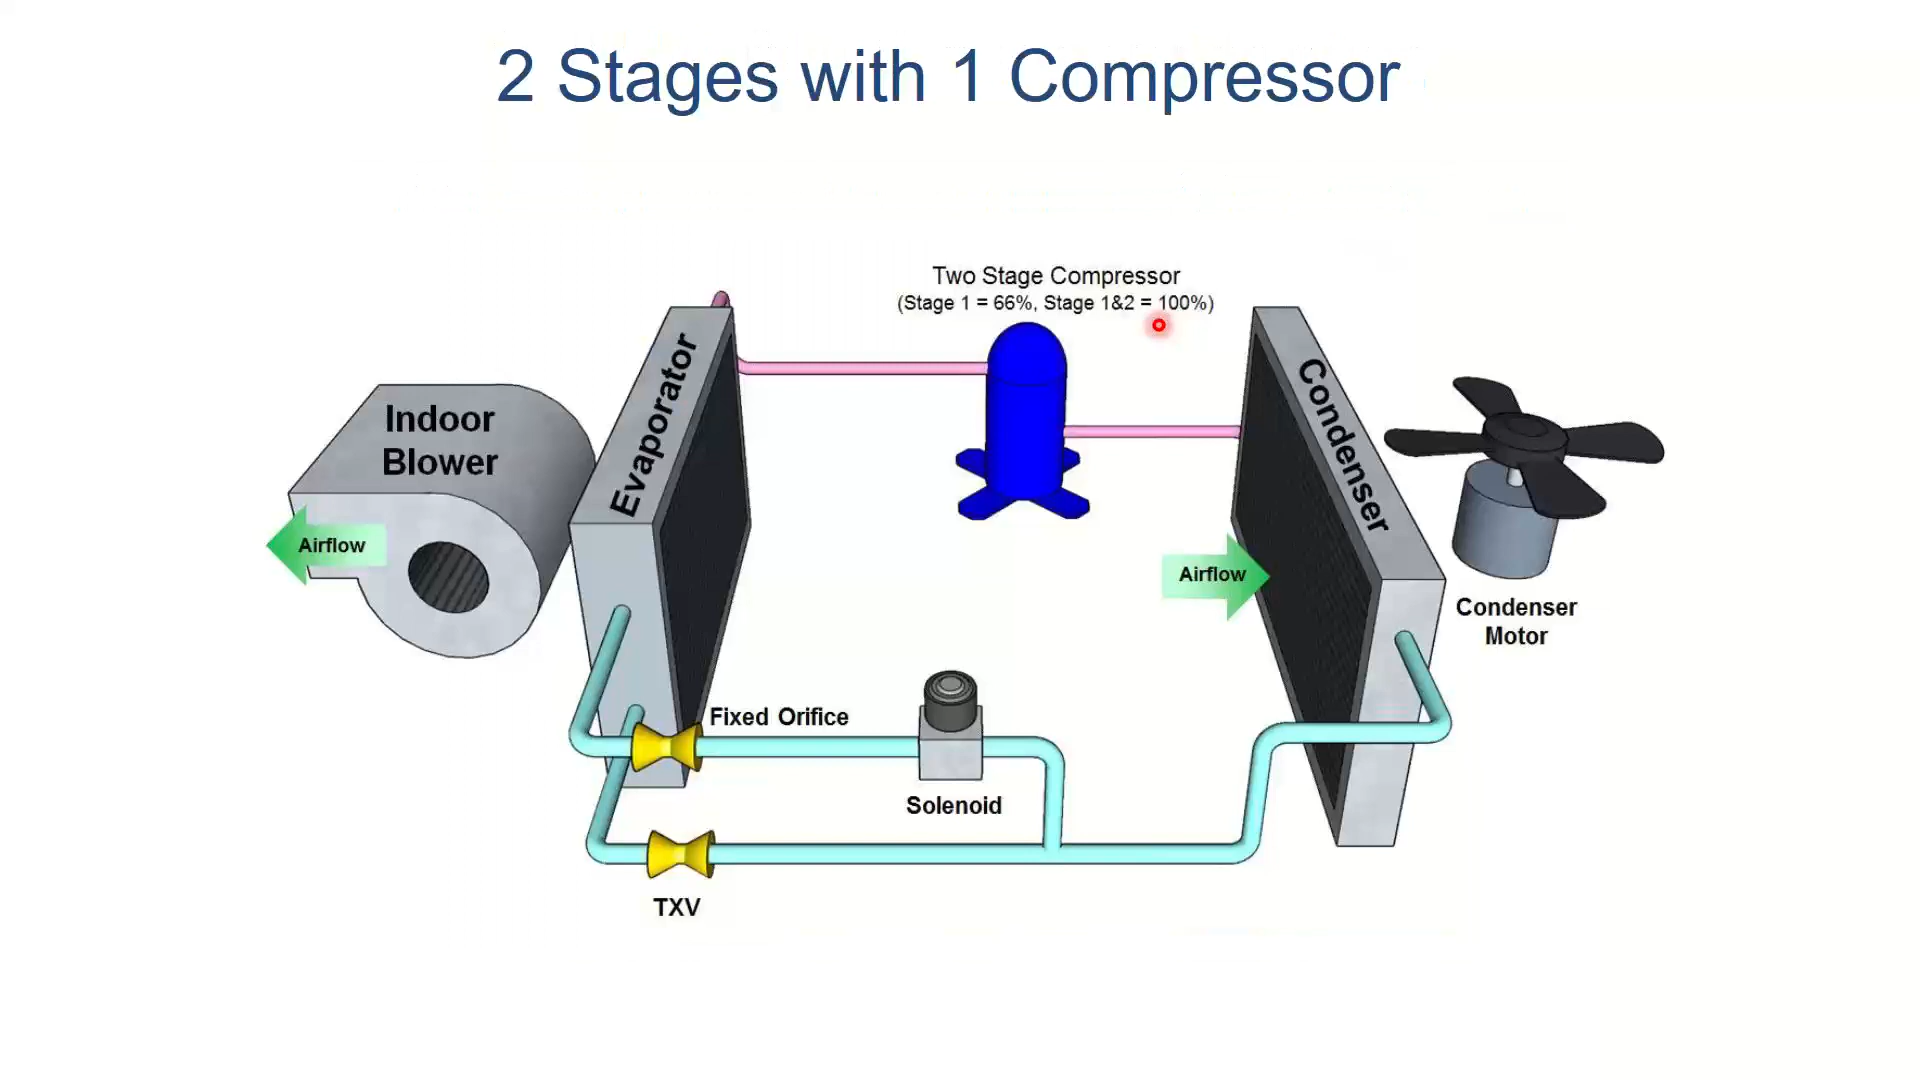 2 Stages with 1 Compressor
Two Stage Compressor
(Stage 1 = 66%, Stage 1&2 = 100%)
Evaporator
Condenser
Indoor
Blower
Airflow
Airflow
Condenser
Motor
Fixed Orifice
Solenoid
TXV